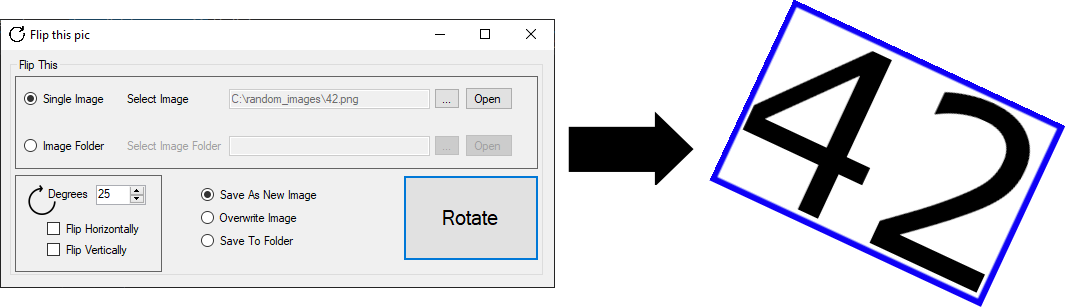 Flip this pic
Flip This
Single Image Select Image C:\random_images\42.png ... Open
Image Folder Select Image Folder ... Open
Degrees 25
Flip Horizontally
Flip Vertically
Save As New Image
Overwrite Image
Save To Folder
Rotate
42